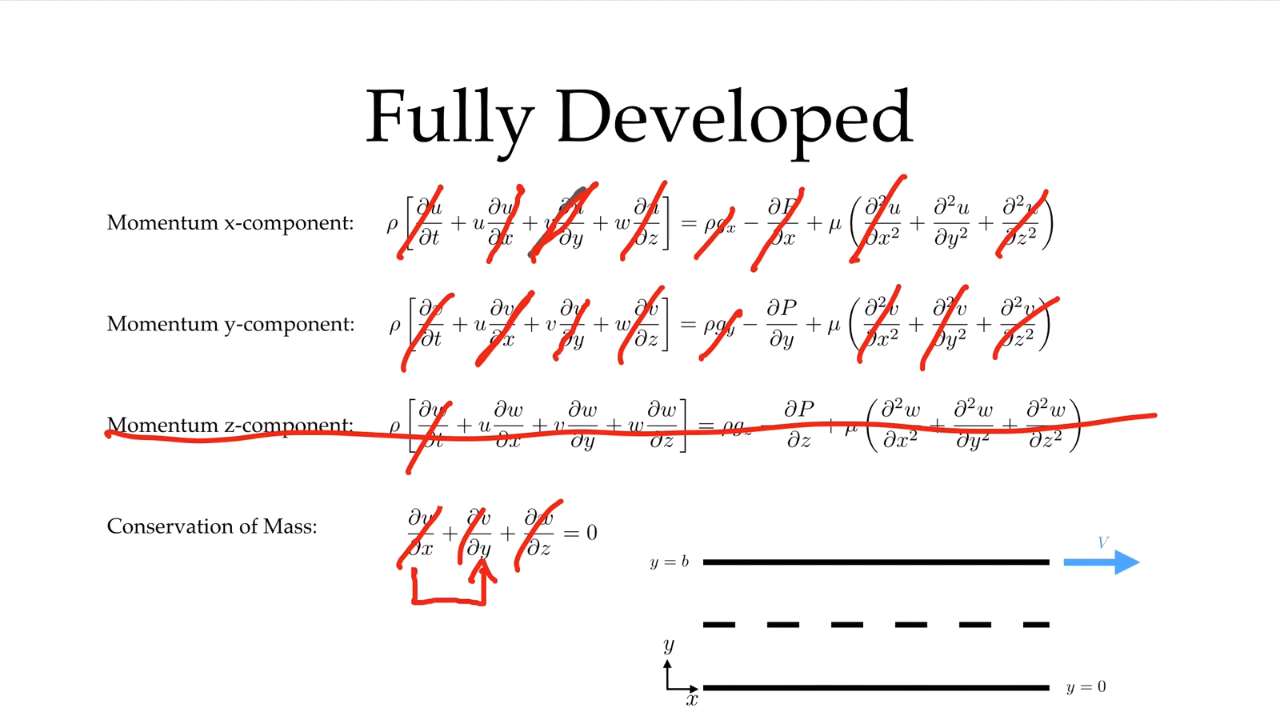 Fully Developed
Momentum x-component: ρ[∂u/∂t + u ∂u/∂x + v ∂u/∂y + w ∂u/∂z] = ρgₓ − ∂P/∂x + μ(∂²u/∂x² + ∂²u/∂y² + ∂²u/∂z²)
Momentum y-component: ρ[∂v/∂t + u ∂v/∂x + v ∂v/∂y + w ∂v/∂z] = ρg_y − ∂P/∂y + μ(∂²v/∂x² + ∂²v/∂y² + ∂²v/∂z²)
Momentum z-component: ρ[∂w/∂t + u ∂w/∂x + v ∂w/∂y + w ∂w/∂z] = ρg_z − ∂P/∂z + μ(∂²w/∂x² + ∂²w/∂y² + ∂²w/∂z²)
Conservation of Mass: ∂u/∂x + ∂v/∂y + ∂w/∂z = 0
V
y = b
y
x
y = 0